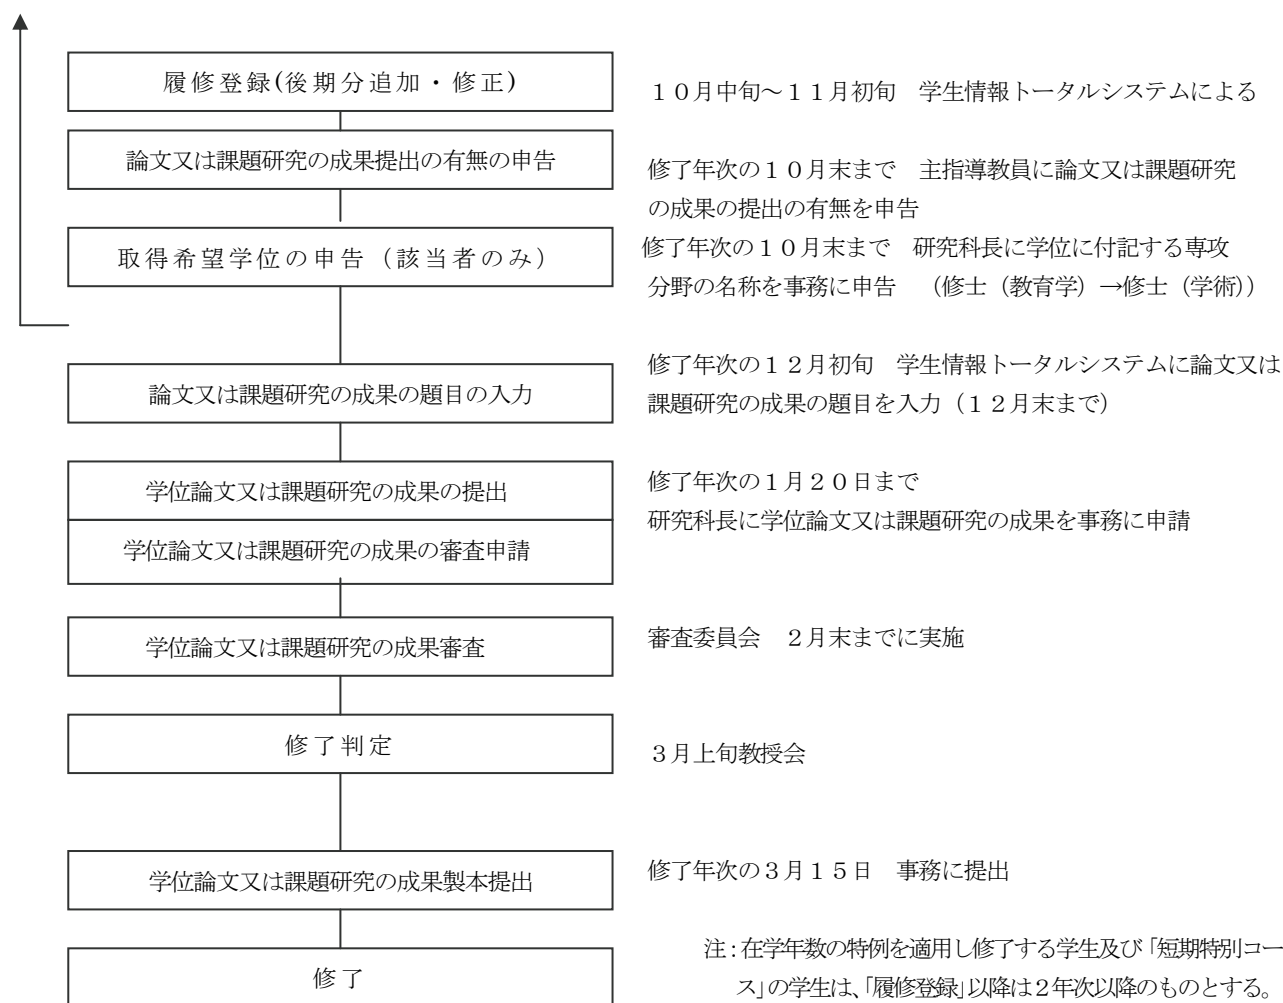 履修登録(後期分追加・修正)
１０月中旬～１１月初旬　学生情報トータルシステムによる
論文又は課題研究の成果提出の有無の申告
修了年次の１０月末まで　主指導教員に論文又は課題研究
の成果の提出の有無を申告
取得希望学位の申告（該当者のみ）
修了年次の１０月末まで　研究科長に学位に付記する専攻
分野の名称を事務に申告　（修士（教育学）→修士（学術））
論文又は課題研究の成果の題目の入力
修了年次の１２月初旬　学生情報トータルシステムに論文又は
課題研究の成果の題目を入力（１２月末まで）
学位論文又は課題研究の成果の提出
学位論文又は課題研究の成果の審査申請
修了年次の１月２０日まで
研究科長に学位論文又は課題研究の成果を事務に申請
学位論文又は課題研究の成果審査
審査委員会　２月末までに実施
修了判定
３月上旬教授会
学位論文又は課題研究の成果製本提出
修了年次の３月１５日　事務に提出
修了
注：在学年数の特例を適用し修了する学生及び「短期特別コー
ス」の学生は、「履修登録」以降は２年次以降のものとする。